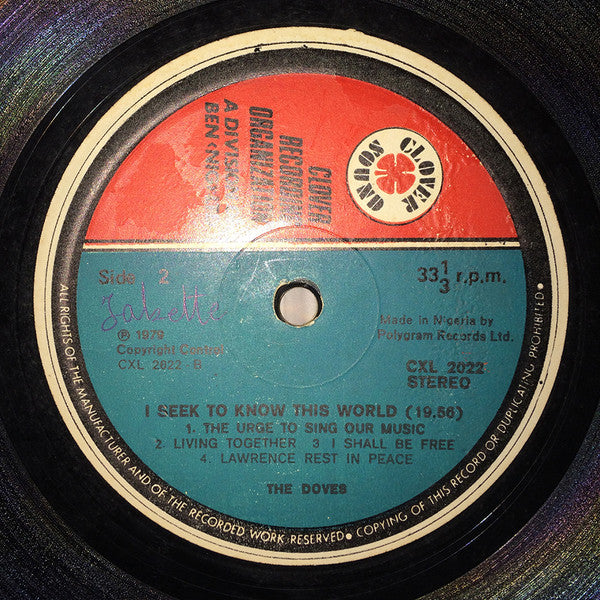 CLOVER
RECORDING
ORGANIZATION
A DIVISION
BEN
CLOVER
SOUND
Side 2
33 1/3 r.p.m.
℗ 1979
Copyright Control
CXL 2022 - B
Made in Nigeria by
Polygram Records Ltd.
CXL 2022
STEREO
I SEEK TO KNOW THIS WORLD (19.56)
1. THE URGE TO SING OUR MUSIC
2. LIVING TOGETHER 3 I SHALL BE FREE
4. LAWRENCE REST IN PEACE
THE DOVES
ALL RIGHTS OF THE MANUFACTURER AND OF THE RECORDED WORK RESERVED • COPYING OF THIS RECORD OR DUPLICATING PROHIBITED. •